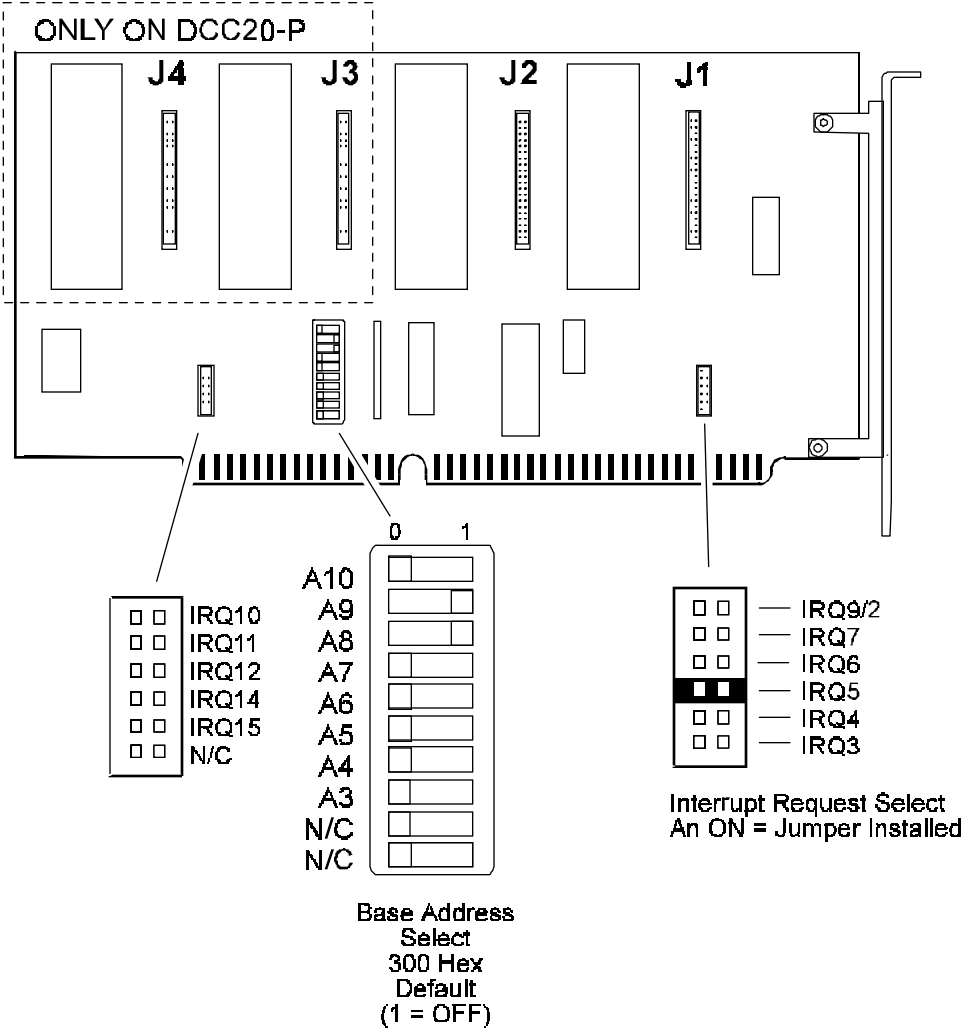 ONLY ON DCC20-P
J4
J3
J2
J1
0 1
A10
A9
A8
A7
A6
A5
A4
A3
N/C
N/C
IRQ10
IRQ11
IRQ12
IRQ14
IRQ15
N/C
IRQ9/2
IRQ7
IRQ6
IRQ5
IRQ4
IRQ3
Interrupt Request Select
An ON = Jumper Installed
Base Address
Select
300 Hex
Default
(1 = OFF)